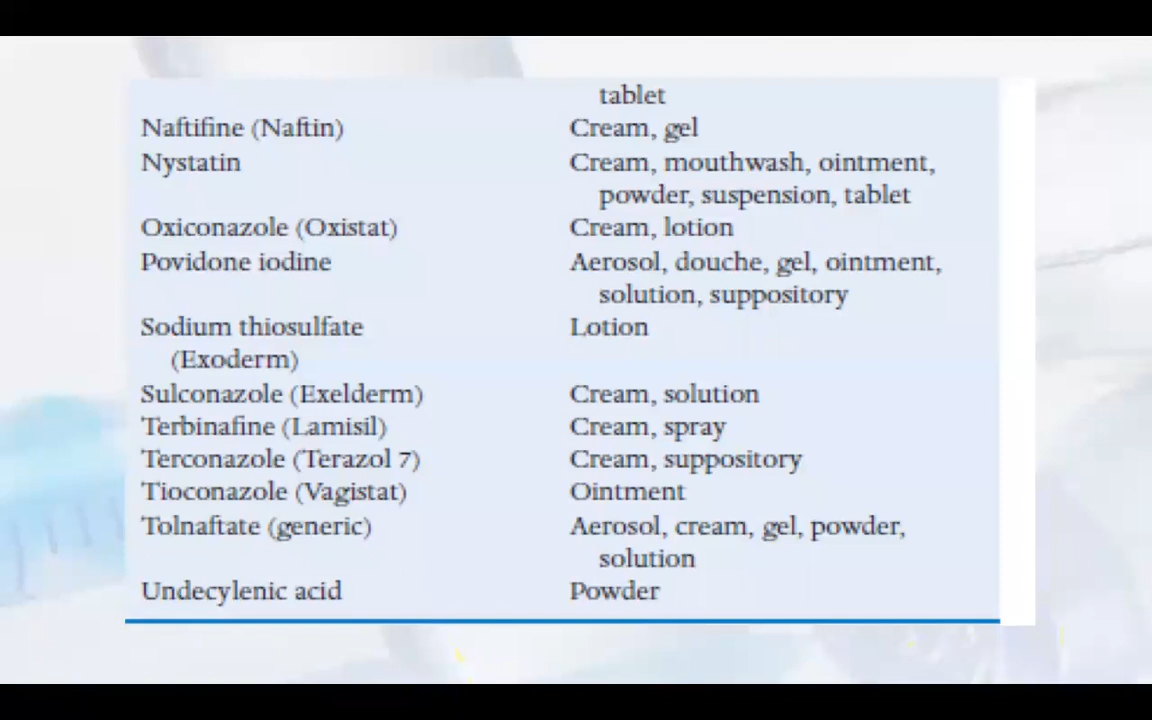 tablet
Naftifine (Naftin) Cream, gel
Nystatin Cream, mouthwash, ointment,
powder, suspension, tablet
Oxiconazole (Oxistat) Cream, lotion
Povidone iodine Aerosol, douche, gel, ointment,
solution, suppository
Sodium thiosulfate Lotion
(Exoderm)
Sulconazole (Exelderm) Cream, solution
Terbinafine (Lamisil) Cream, spray
Terconazole (Terazol 7) Cream, suppository
Tioconazole (Vagistat) Ointment
Tolnaftate (generic) Aerosol, cream, gel, powder,
solution
Undecylenic acid Powder